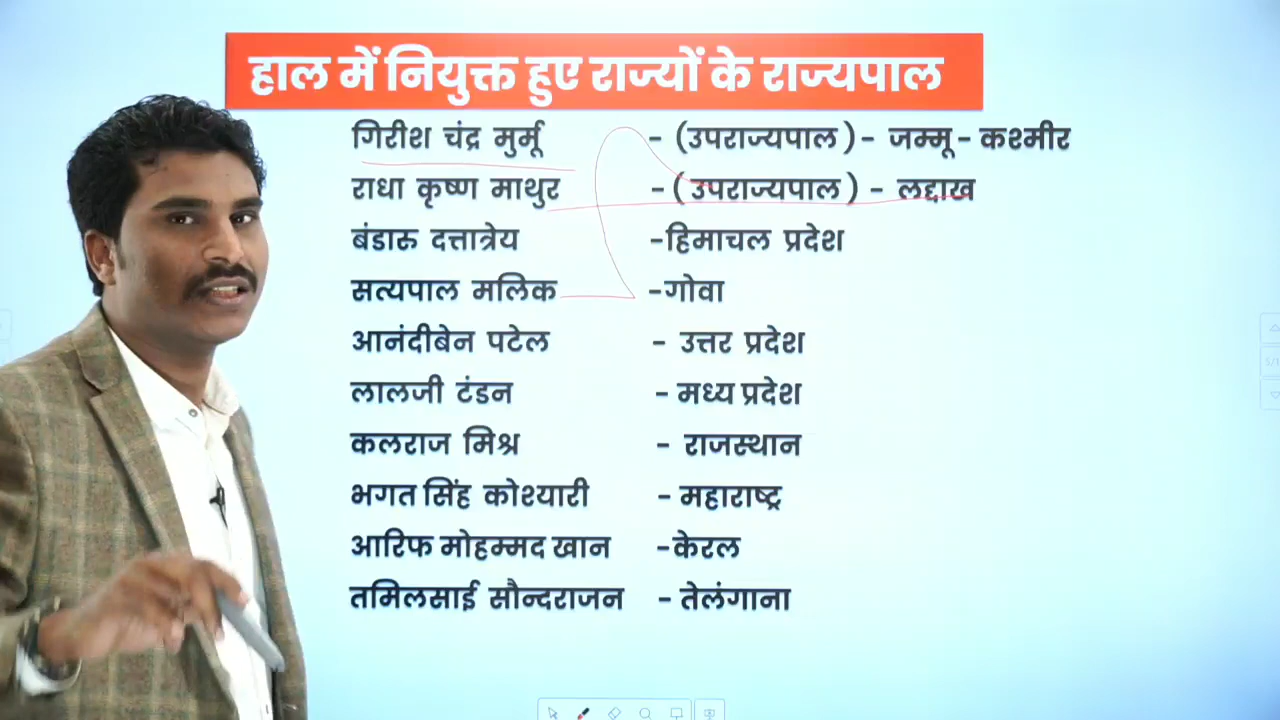 हाल में नियुक्त हुए राज्यों के राज्यपाल
गिरीश चंद्र मुर्मू - (उपराज्यपाल) - जम्मू - कश्मीर
राधा कृष्ण माथुर - ( उपराज्यपाल ) - लद्दाख
बंडारु दत्तात्रेय -हिमाचल प्रदेश
सत्यपाल मलिक -गोवा
आनंदीबेन पटेल - उत्तर प्रदेश
लालजी टंडन - मध्य प्रदेश
कलराज मिश्र - राजस्थान
भगत सिंह कोश्यारी - महाराष्ट्र
आरिफ मोहम्मद खान -केरल
तमिलसाई सौन्दराजन - तेलंगाना